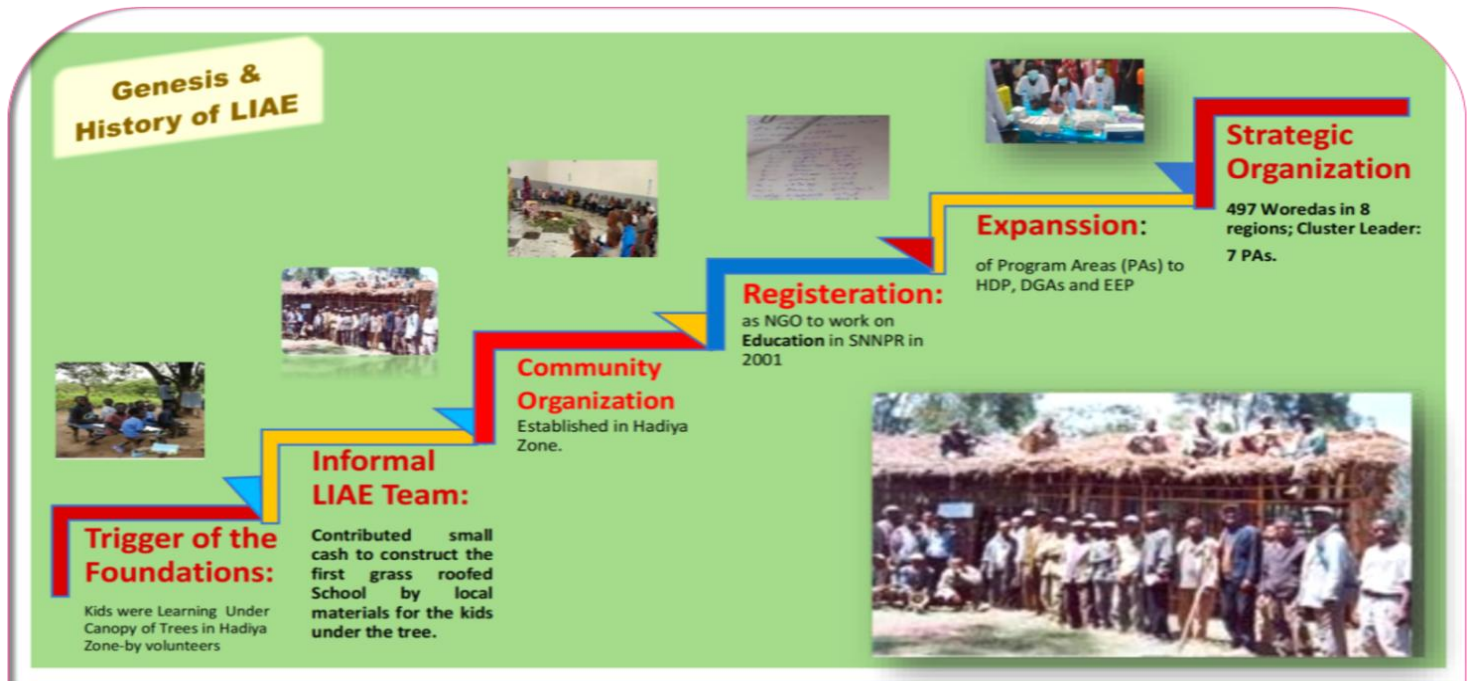 Genesis &
History of LIAE
Trigger of the
Foundations:
Kids were Learning Under
Canopy of Trees in Hadiya
Zone-by volunteers
Informal
LIAE Team:
Contributed small
cash to construct the
first grass roofed
School by local
materials for the kids
under the tree.
Community
Organization
Established in Hadiya
Zone.
Registeration:
as NGO to work on
Education in SNNPR in
2001
Expanssion:
of Program Areas (PAs) to
HDP, DGAs and EEP
Strategic
Organization
497 Woredas in 8
regions; Cluster Leader:
7 PAs.